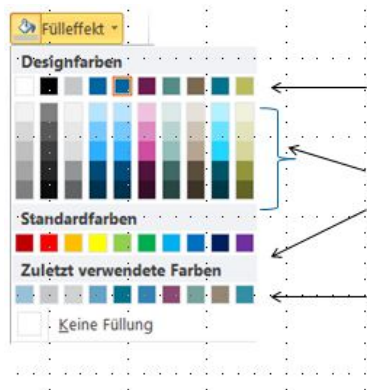 Fülleffekt
Designfarben
Standardfarben
Zuletzt verwendete Farben
Keine Füllung